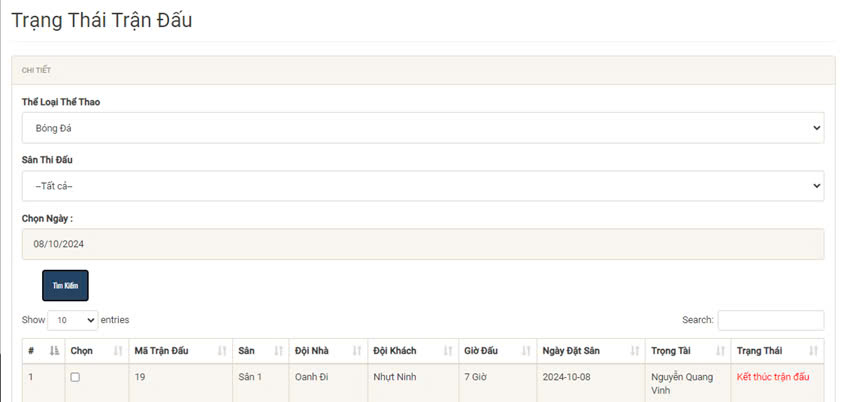 Trạng Thái Trận Đấu
CHI TIẾT
Thể Loại Thể Thao
Bóng Đá
Sân Thi Đấu
--Tất cả--
Chọn Ngày :
08/10/2024
Tìm Kiếm
Show 10 entries Search:
# Chọn Mã Trận Đấu Sân Đội Nhà Đội Khách Giờ Đấu Ngày Đặt Sân Trọng Tài Trạng Thái
1 19 Sân 1 Oanh Đi Nhựt Ninh 7 Giờ 2024-10-08 Nguyễn Quang Kết thúc trận đấu
Vinh